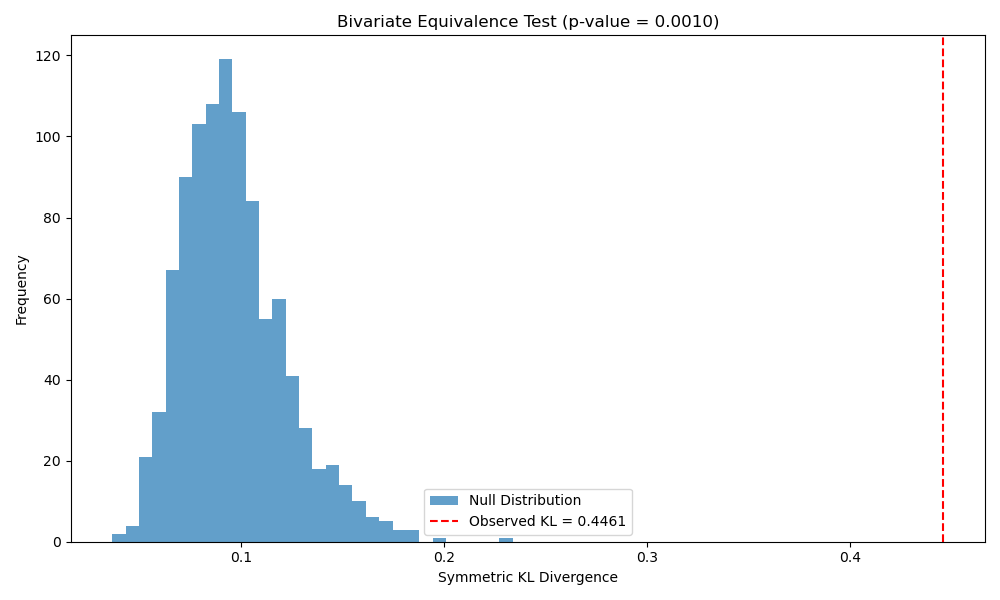 Bivariate Equivalence Test (p-value = 0.0010)
Frequency
120
100
80
60
40
20
0
0.1
0.2
0.3
0.4
Symmetric KL Divergence
Null Distribution
Observed KL = 0.4461